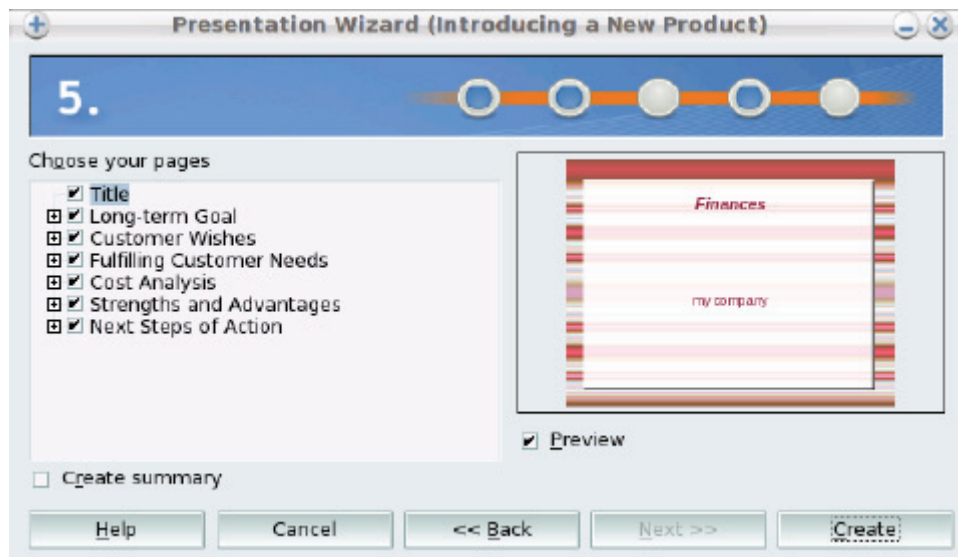 Presentation Wizard (Introducing a New Product)
5.
Choose your pages
Title
Long-term Goal
Customer Wishes
Fulfilling Customer Needs
Cost Analysis
Strengths and Advantages
Next Steps of Action
Finances
my company
Preview
Create summary
Help Cancel << Back Next >> Create